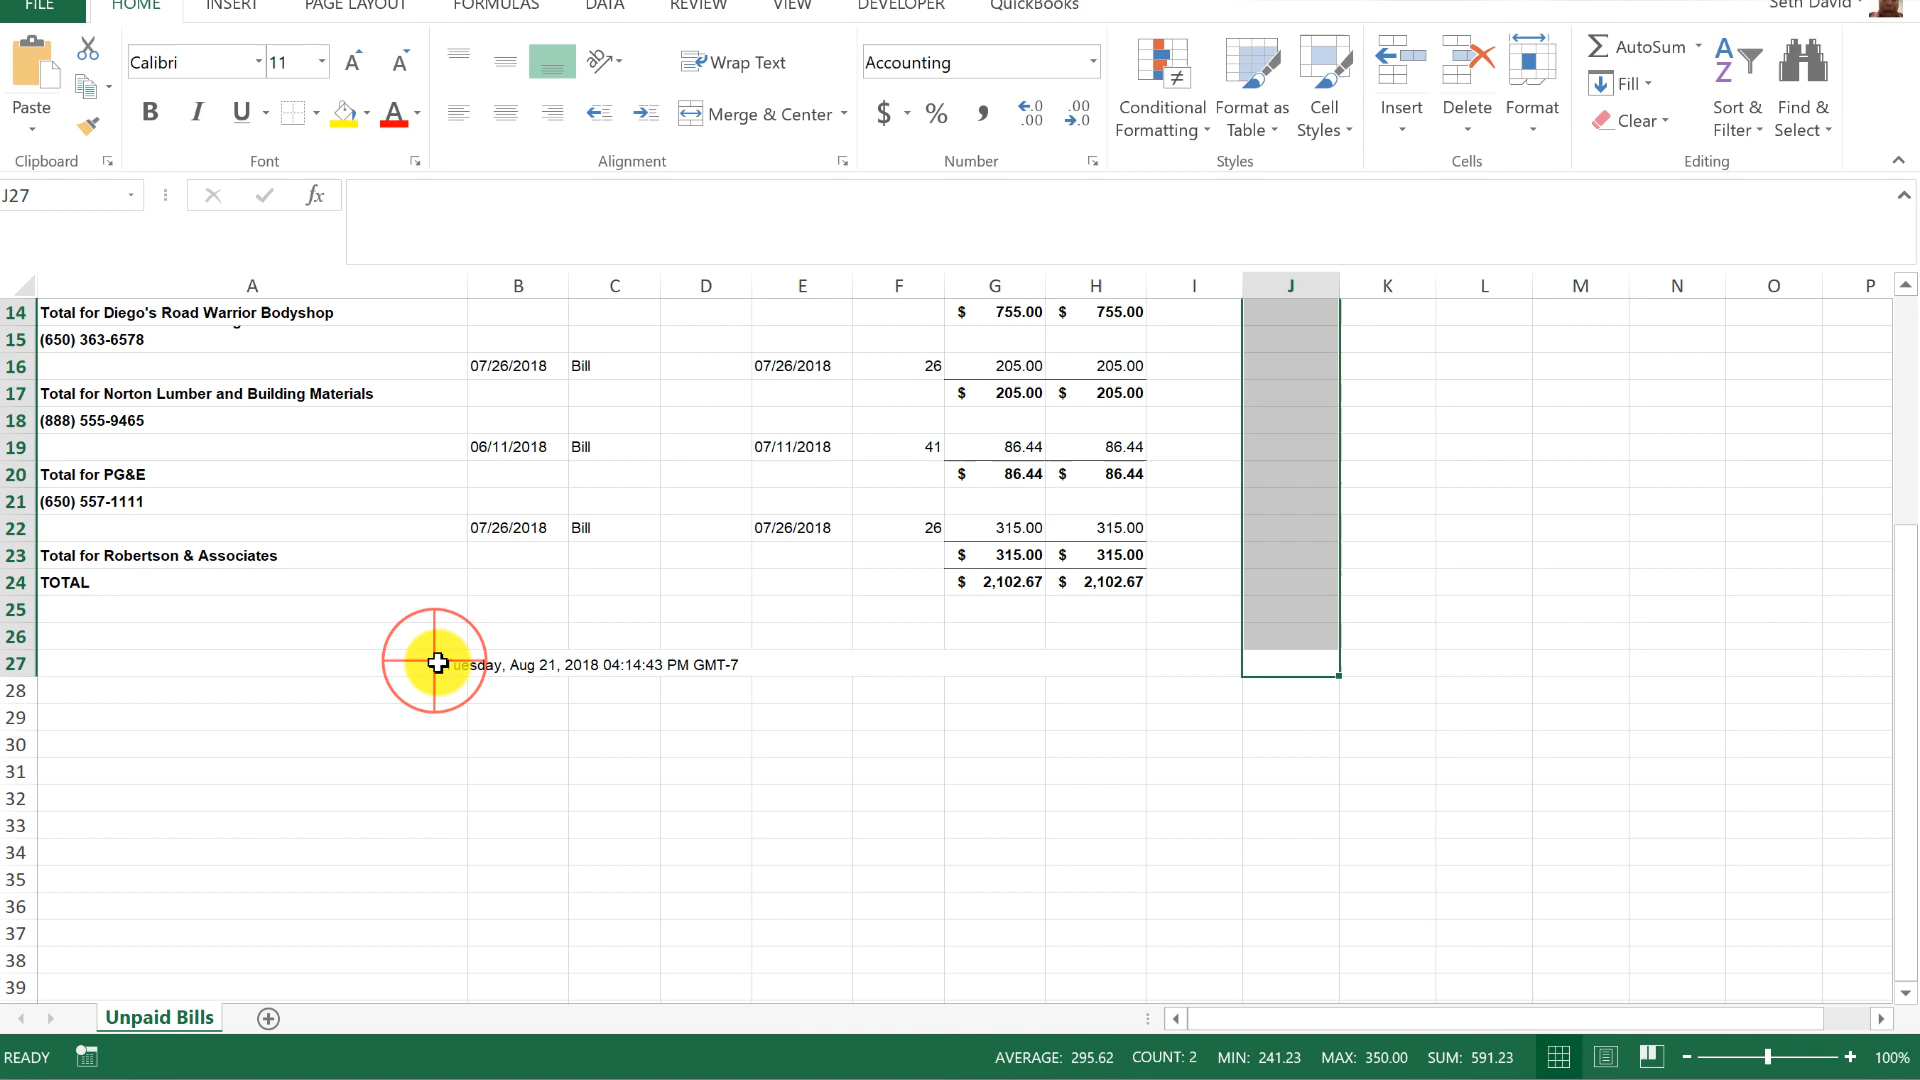 FILE HOME INSERT PAGE LAYOUT FORMULAS DATA REVIEW VIEW DEVELOPER QuickBooks Seth David
Paste
Clipboard
Calibri 11
B I U A
Font
Wrap Text
Merge & Center
Alignment
Accounting
$ % , .0 .00 .00 .0
Number
Conditional Formatting
Format as Table
Cell Styles
Styles
Insert
Delete
Format
Cells
AutoSum
Fill
Clear
Sort & Filter
Find & Select
Editing
J27 fx
A B C D E F G H I J K L M N O P
14 Total for Diego's Road Warrior Bodyshop $ 755.00 $ 755.00
15 (650) 363-6578
16 07/26/2018 Bill 07/26/2018 26 205.00 205.00
17 Total for Norton Lumber and Building Materials $ 205.00 $ 205.00
18 (888) 555-9465
19 06/11/2018 Bill 07/11/2018 41 86.44 86.44
20 Total for PG&E $ 86.44 $ 86.44
21 (650) 557-1111
22 07/26/2018 Bill 07/26/2018 26 315.00 315.00
23 Total for Robertson & Associates $ 315.00 $ 315.00
24 TOTAL $ 2,102.67 $ 2,102.67
25
26
27 Tuesday, Aug 21, 2018 04:14:43 PM GMT-7
28
29
30
31
32
33
34
35
36
37
38
39
Unpaid Bills
READY AVERAGE: 295.62 COUNT: 2 MIN: 241.23 MAX: 350.00 SUM: 591.23 100%